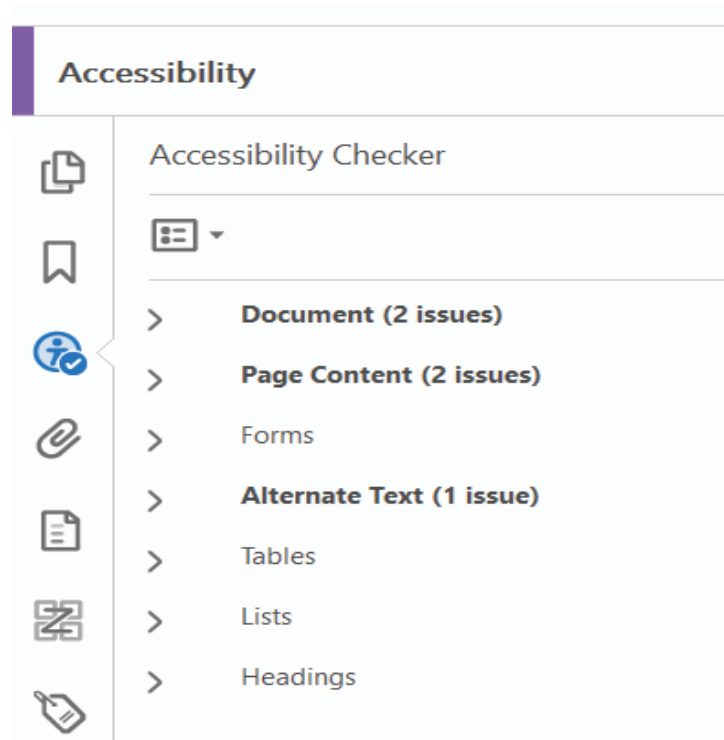 Accessibility
Accessibility Checker
Document (2 issues)
Page Content (2 issues)
Forms
Alternate Text (1 issue)
Tables
Lists
Headings